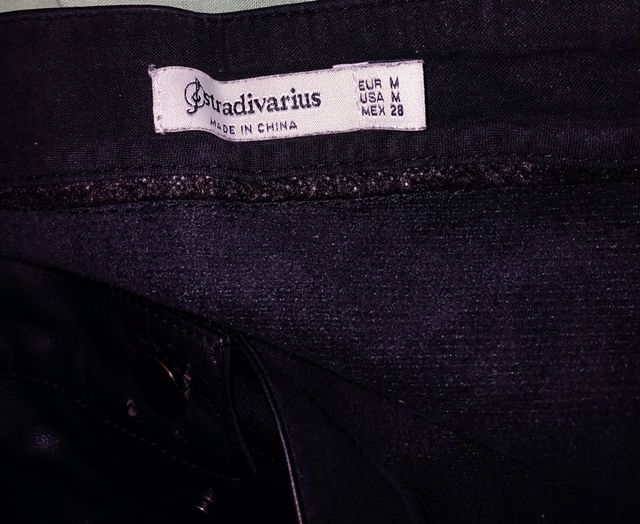 stradivarius
MADE IN CHINA
EUR M
USA M
MEX 28